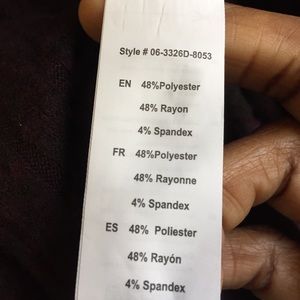 Style # 06-3326D-8053
EN 48%Polyester
48% Rayon
4% Spandex
FR 48%Polyester
48% Rayonne
4% Spandex
ES 48% Poliester
48% Rayón
4% Spandex